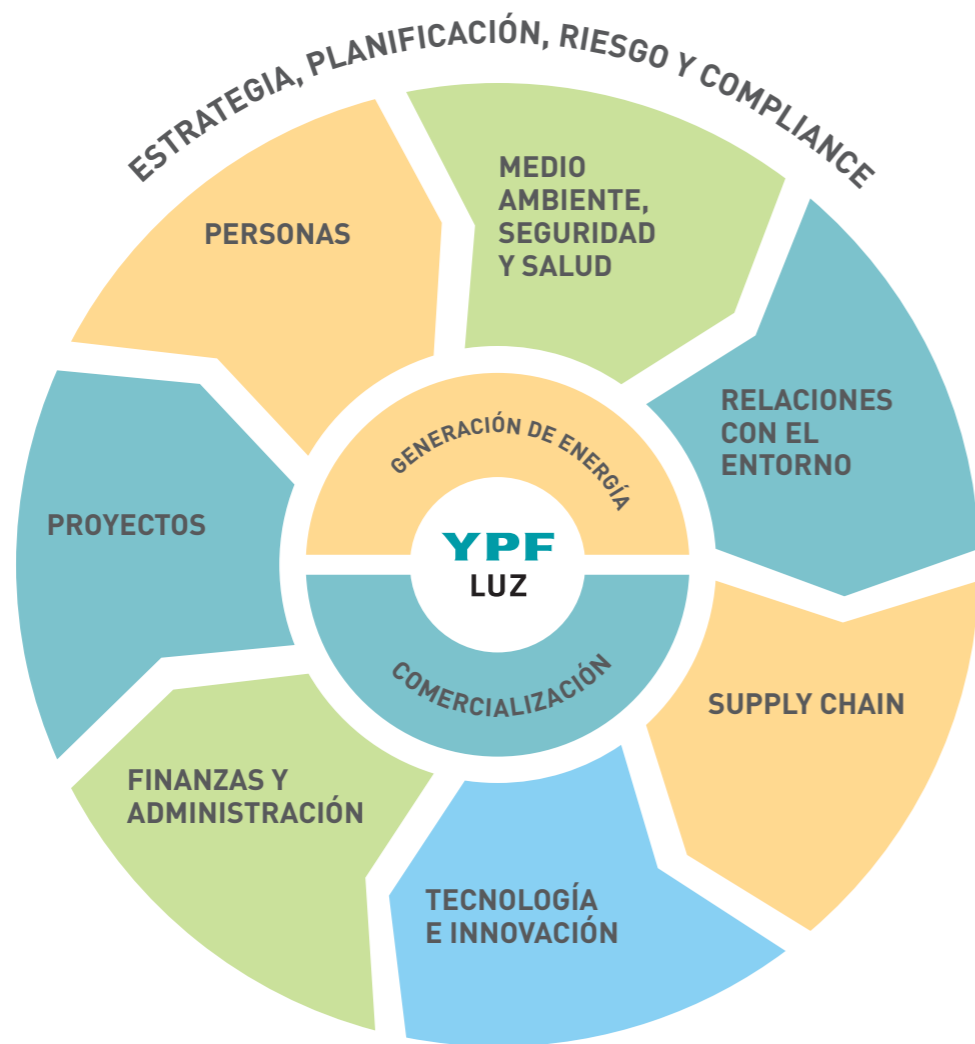 ESTRATEGIA, PLANIFICACIÓN, RIESGO Y COMPLIANCE
MEDIO
AMBIENTE,
SEGURIDAD
Y SALUD
PERSONAS
RELACIONES
CON EL
ENTORNO
GENERACIÓN DE ENERGÍA
PROYECTOS
YPF
LUZ
COMERCIALIZACIÓN
SUPPLY CHAIN
FINANZAS Y
ADMINISTRACIÓN
TECNOLOGÍA
E INNOVACIÓN